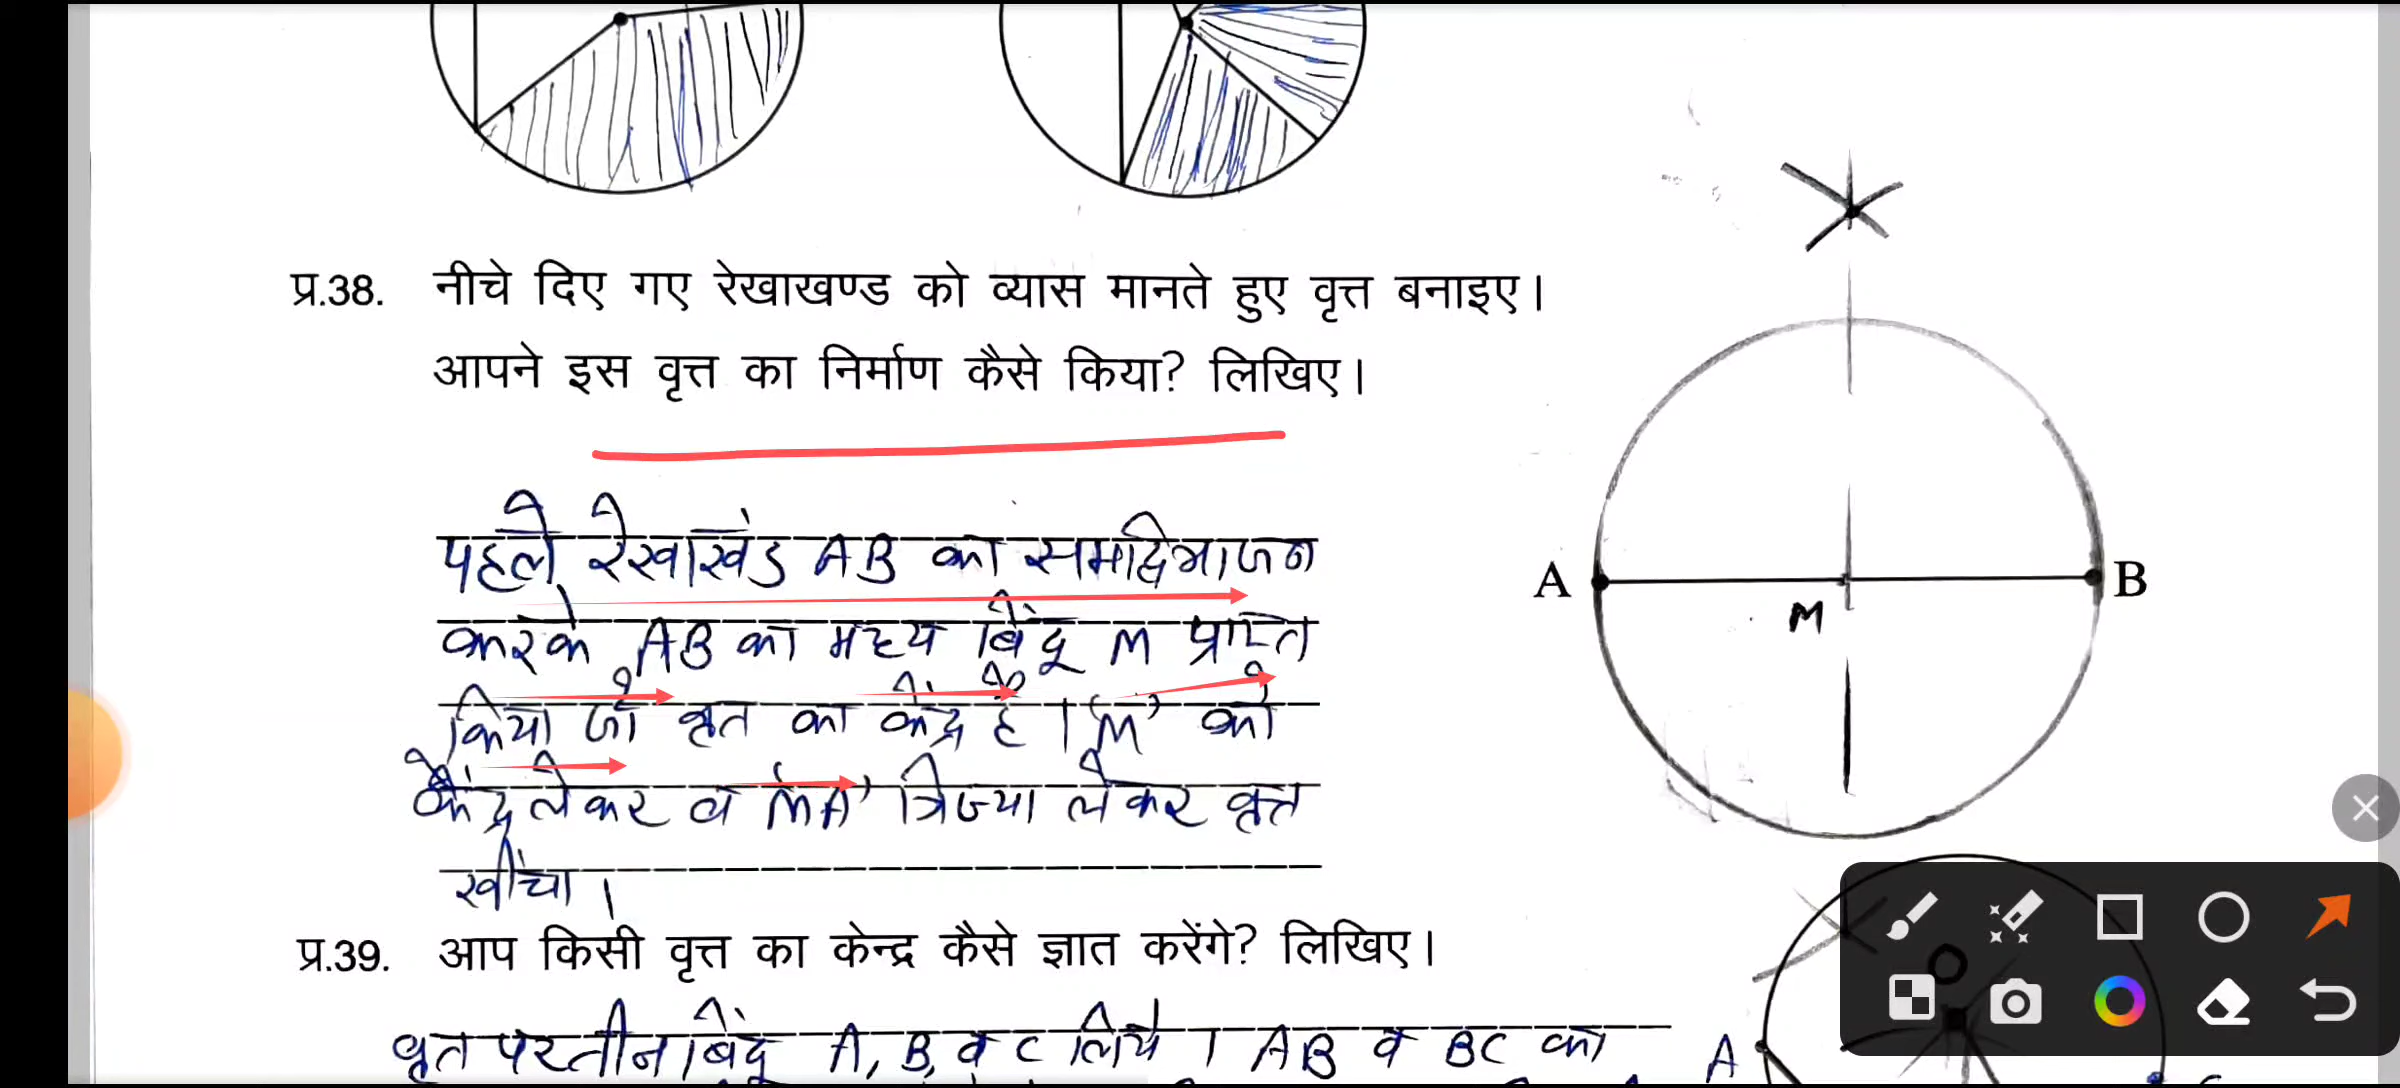 प्र.38. नीचे दिए गए रेखाखण्ड को व्यास मानते हुए वृत्त बनाइए।
आपने इस वृत्त का निर्माण कैसे किया? लिखिए।
पहले रेखाखंड AB का समद्विभाजन
करके AB का मध्य बिंदू M प्राप्त
किया जो वृत का केंद्र है। 'M' को
केंद्र लेकर व 'MA' त्रिज्या लेकर वृत्त
खींचा।
A M B
प्र.39. आप किसी वृत्त का केन्द्र कैसे ज्ञात करेंगे? लिखिए।
वृत पर तीन बिंदू A, B, व C लिये। AB व BC का
A